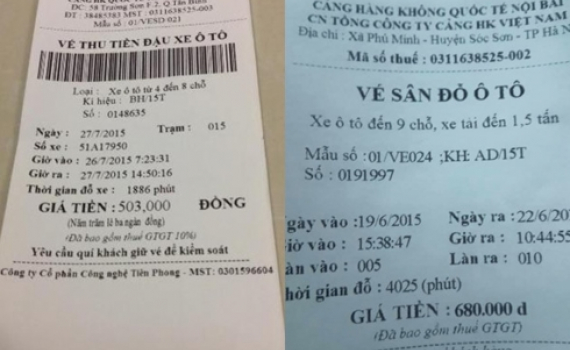 ĐC: 58 Trường Sơn F 2, Q Tân Bình
ĐT : 38485383 MST : 0311638525-003
Mẫu số : 01/VESD 02)
VÉ THU TIỀN ĐẬU XE Ô TÔ
Loại : Xe ô tô từ 4 đến 8 chỗ
Kí hiệu : BH/15T
Số : 0148635
Ngày : 27/7/2015 Trạm : 015
Số xe : 51A17950
Giờ vào : 26/7/2015 7:23:31
Giờ ra : 27/7/2015 14:50:16
Thời gian đỗ xe : 1886 phút
GIÁ TIỀN : 503,000 ĐỒNG
(Năm trăm lẻ ba ngàn đồng)
(Đã bao gồm thuế GTGT 10%)
Yêu cầu quí khách giữ vé để kiểm soát
Công ty Cổ phần Công nghệ Tiên Phong - MST: 0301596604
CẢNG HÀNG KHÔNG QUỐC TẾ NỘI BÀI
CN TỔNG CÔNG TY CẢNG HK VIỆT NAM
Địa chỉ : Xã Phú Minh - Huyện Sóc Sơn - TP Hà N
Mã số thuế : 0311638525-002
VÉ SÂN ĐỖ Ô TÔ
Xe ô tô đến 9 chỗ, xe tải đến 1,5 tấn
Mẫu số :01/VE024 ;KH: AD/15T
Số : 0191997
gày vào :19/6/2015 Ngày ra :22/6/20
iờ vào : 15:38:47 Giờ ra : 10:44:55
àn vào : 005 Làn ra : 010
hời gian đỗ : 4025 (phút)
GIÁ TIỀN : 680.000 đ
(Đã bao gồm thuế GTGT)